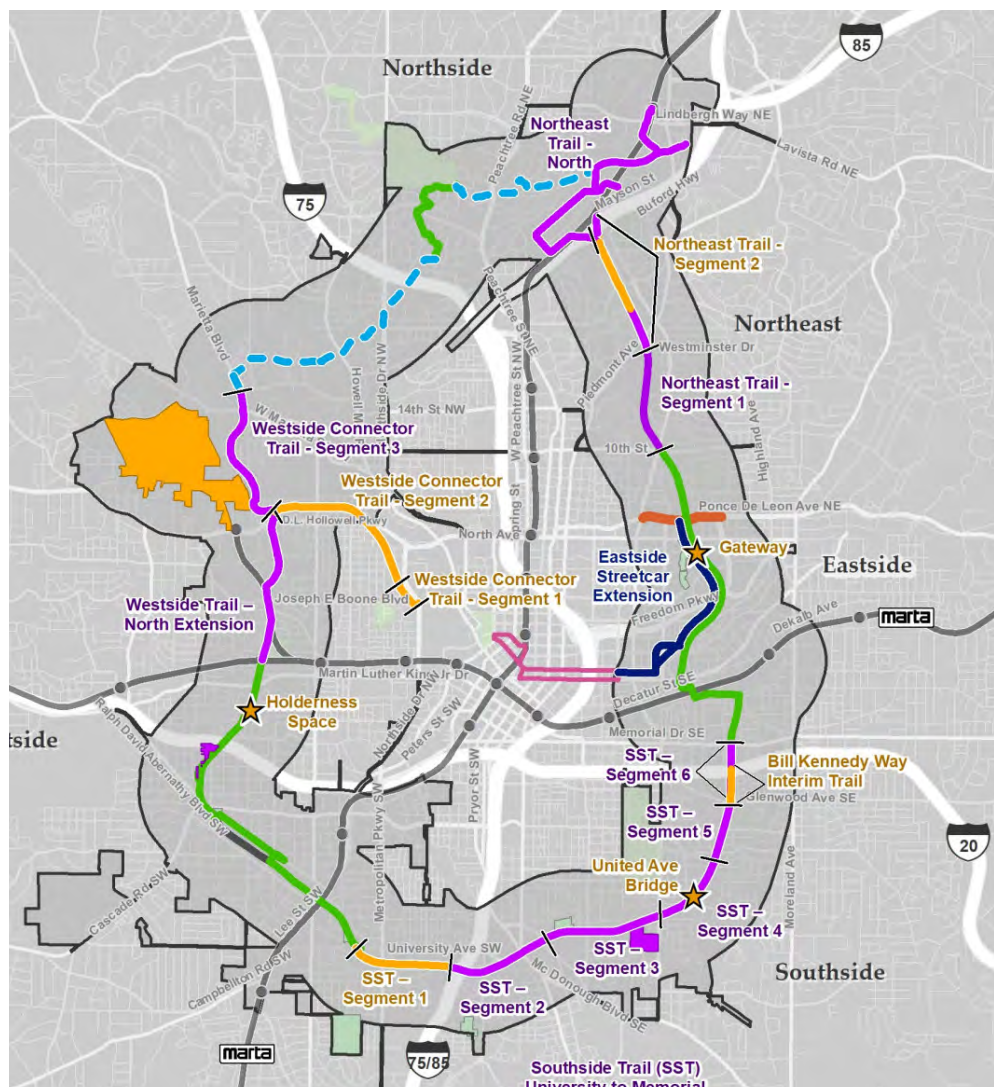 85
Northside
Peachtree Rd NE
Northeast
Trail -
North
Lindbergh Way NE
Lavista Rd NE
75
Mayson St
Buford Hwy
Northeast Trail -
Segment 2
Marietta Blvd
Peachtree St NE
Northeast
Piedmont Ave
Westminster Dr
Northeast Trail -
Segment 1
W Peachtree St NW
14th St NW
Highland Ave
10th St
Westside Connector
Trail - Segment 3
Westside Connector
Trail - Segment 2
D.L. Hollowell Pkwy
North Ave
Spring St
Ponce De Leon Ave NE
Gateway
Eastside
Streetcar
Extension
Eastside
Westside Connector
Trail - Segment 1
Joseph E Boone Blvd
Freedom Pkwy
Dekalb Ave
marta
Westside Trail –
North Extension
Martin Luther King Jr Dr
Decatur St SE
Holderness
Space
Northside Dr NW
Peters St SW
Memorial Dr SE
tside
Ralph David Abernathy Blvd SW
SST –
Segment 6
Bill Kennedy Way
Interim Trail
Glenwood Ave SE
Pryor St SW
Metropolitan Pkwy SW
SST –
Segment 5
20
United Ave
Bridge
Moreland Ave
Cascade Rd SW
Lee St SW
SST –
Segment 4
University Ave SW
Campbellton Rd SW
SST –
Segment 1
SST –
Segment 2
SST –
Segment 3
Mc Donough Blvd SE
Southside
marta
75/85
Southside Trail (SST)
University to Memorial